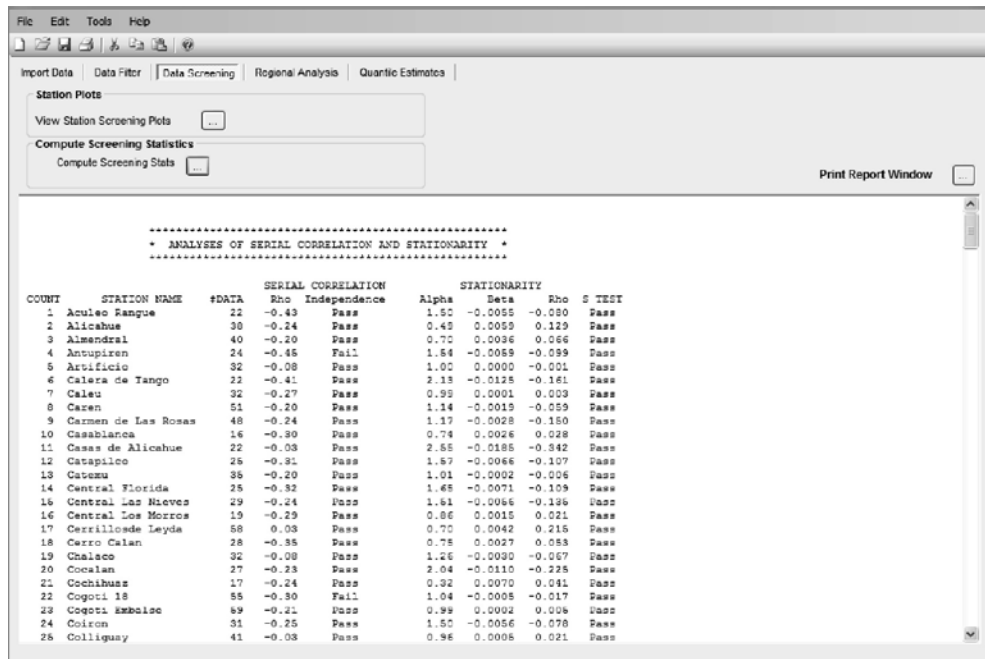 File Edit Tools Help
Import Data Data Filter Data Screening Regional Analysis Quantile Estimates
Station Plots
View Station Screening Plots ...
Compute Screening Statistics
Compute Screening Stats ...
Print Report Window ...
****************************************************
* ANALYSES OF SERIAL CORRELATION AND STATIONARITY *
****************************************************
SERIAL CORRELATION STATIONARITY
COUNT STATION NAME #DATA Rho Independence Alpha Beta Rho S TEST
1 Aculeo Rangue 22 -0.43 Pass 1.50 -0.0055 -0.080 Pass
2 Alicahue 38 -0.24 Pass 0.49 0.0059 0.129 Pass
3 Almendral 40 -0.20 Pass 0.70 0.0036 0.066 Pass
4 Antupiren 24 -0.45 Fail 1.54 -0.0059 -0.099 Pass
5 Artificio 32 -0.08 Pass 1.00 0.0000 -0.001 Pass
6 Calera de Tango 22 -0.41 Pass 2.13 -0.0125 -0.161 Pass
7 Caleu 32 -0.27 Pass 0.99 0.0001 0.003 Pass
8 Caren 51 -0.20 Pass 1.14 -0.0019 -0.059 Pass
9 Carmen de Las Rosas 48 -0.24 Pass 1.17 -0.0028 -0.150 Pass
10 Casablanca 16 -0.30 Pass 0.74 0.0026 0.028 Pass
11 Casas de Alicahue 22 -0.03 Pass 2.55 -0.0185 -0.342 Pass
12 Catapilco 25 -0.31 Pass 1.57 -0.0066 -0.107 Pass
13 Catemu 35 -0.20 Pass 1.01 -0.0002 -0.006 Pass
14 Central Florida 25 -0.32 Pass 1.65 -0.0071 -0.109 Pass
15 Central Las Nieves 29 -0.24 Pass 1.51 -0.0056 -0.135 Pass
16 Central Los Morros 19 -0.29 Pass 0.86 0.0015 0.021 Pass
17 Cerrillosde Leyda 58 0.03 Pass 0.70 0.0042 0.215 Pass
18 Cerro Calan 28 -0.35 Pass 0.75 0.0027 0.053 Pass
19 Chalaco 32 -0.08 Pass 1.26 -0.0030 -0.067 Pass
20 Cocalan 27 -0.23 Pass 2.04 -0.0110 -0.225 Pass
21 Cochihuas 17 -0.24 Pass 0.32 0.0070 0.041 Pass
22 Cogoti 18 55 -0.30 Fail 1.04 -0.0005 -0.017 Pass
23 Cogoti Embalse 59 -0.21 Pass 0.99 0.0002 0.006 Pass
24 Coiron 31 -0.25 Pass 1.50 -0.0056 -0.078 Pass
25 Colliguay 41 -0.03 Pass 0.96 0.0005 0.021 Pass